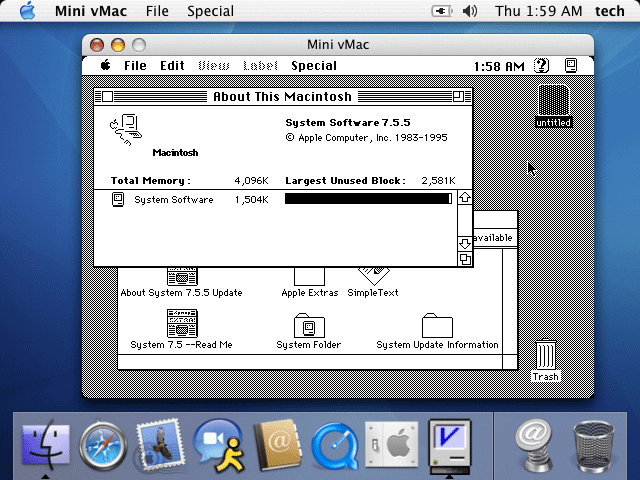 Mini vMac File Special Thu 1:59 AM tech
Mini vMac
File Edit View Label Special 1:58 AM
About This Macintosh
System Software 7.5.5
© Apple Computer, Inc. 1983-1995
Macintosh
Total Memory : 4,096K Largest Unused Block : 2,581K
System Software 1,504K
untitled
available
About System 7.5.5 Update Apple Extras SimpleText
System 7.5 --Read Me System Folder System Update Information
Trash